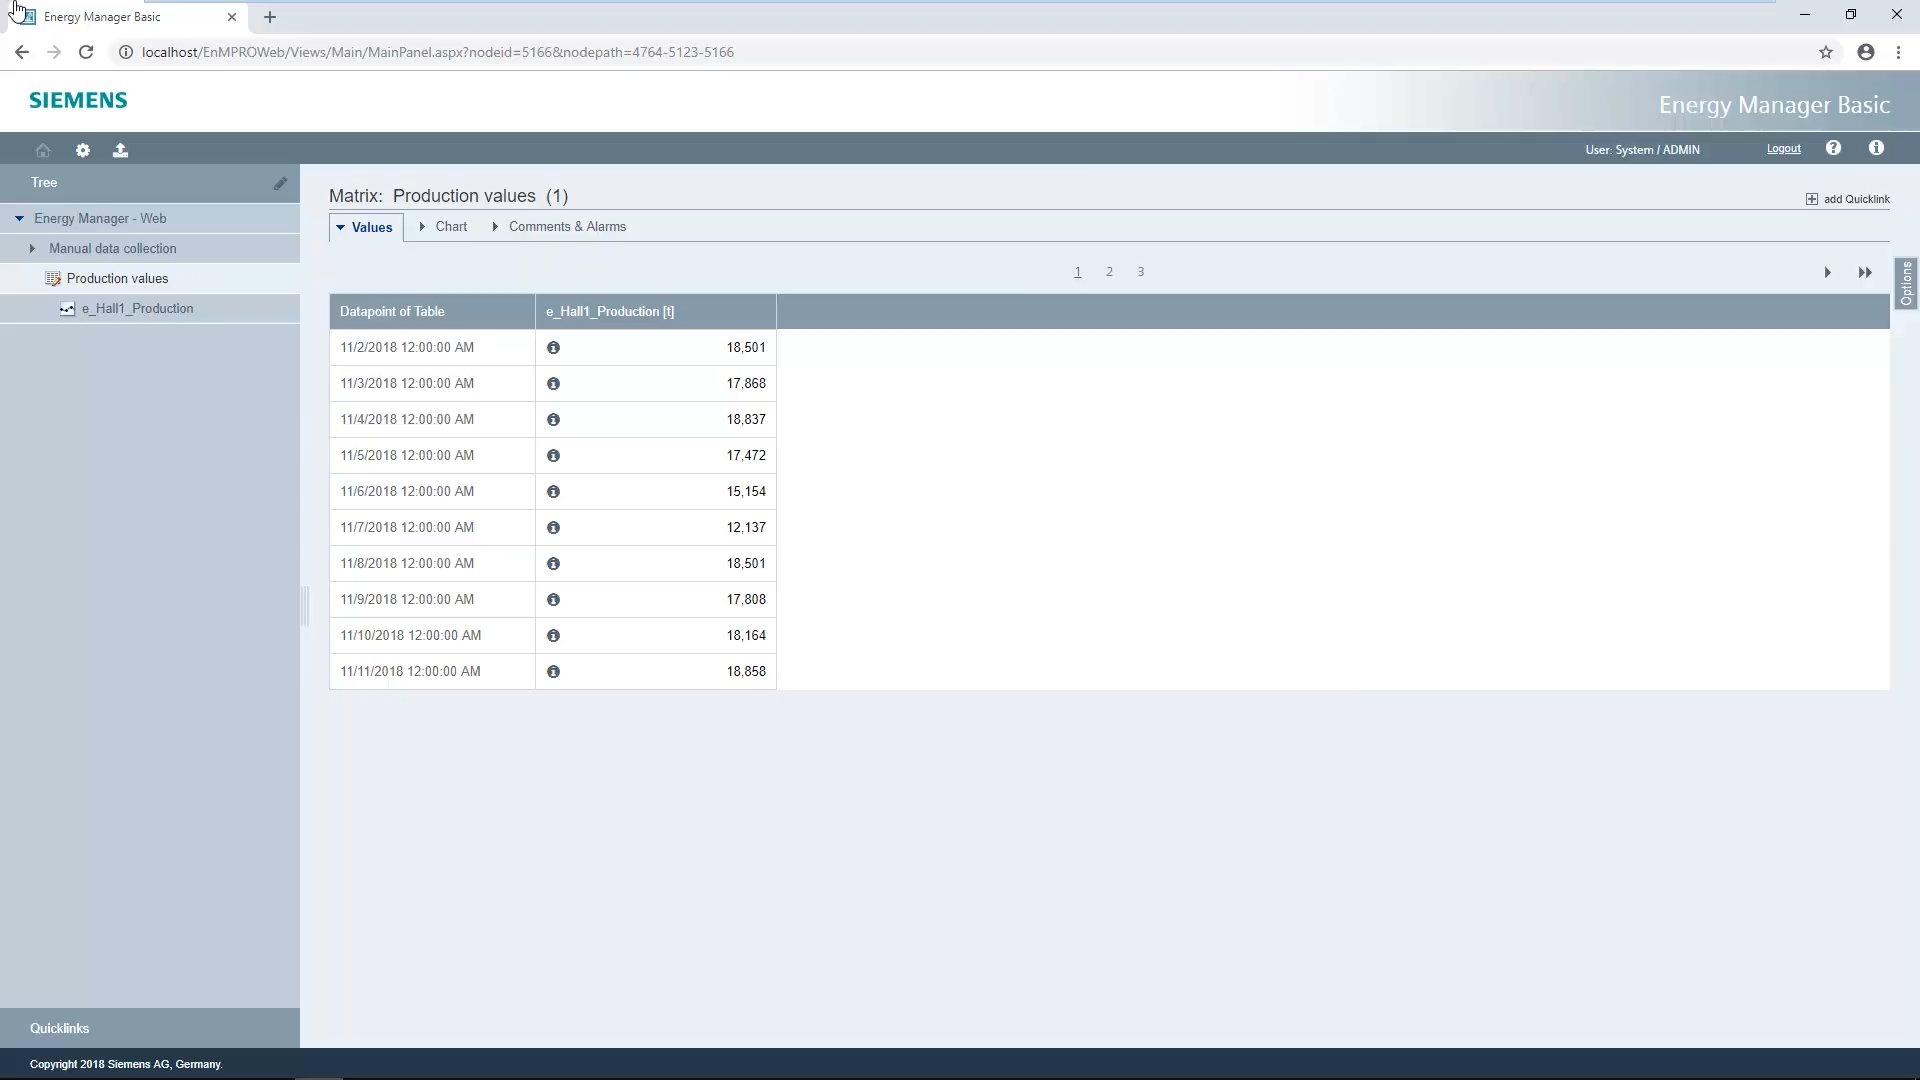 Energy Manager Basic
localhost/EnMPROWeb/Views/Main/MainPanel.aspx?nodeid=5166&nodepath=4764-5123-5166
SIEMENS
Energy Manager Basic
User: System / ADMIN
Logout
Tree
Energy Manager - Web
Manual data collection
Production values
e_Hall1_Production
Matrix: Production values (1)
add Quicklink
Values
Chart
Comments & Alarms
1 2 3
Options
Datapoint of Table e_Hall1_Production [t]
11/2/2018 12:00:00 AM 18,501
11/3/2018 12:00:00 AM 17,868
11/4/2018 12:00:00 AM 18,837
11/5/2018 12:00:00 AM 17,472
11/6/2018 12:00:00 AM 15,154
11/7/2018 12:00:00 AM 12,137
11/8/2018 12:00:00 AM 18,501
11/9/2018 12:00:00 AM 17,808
11/10/2018 12:00:00 AM 18,164
11/11/2018 12:00:00 AM 18,858
Quicklinks
Copyright 2018 Siemens AG, Germany.